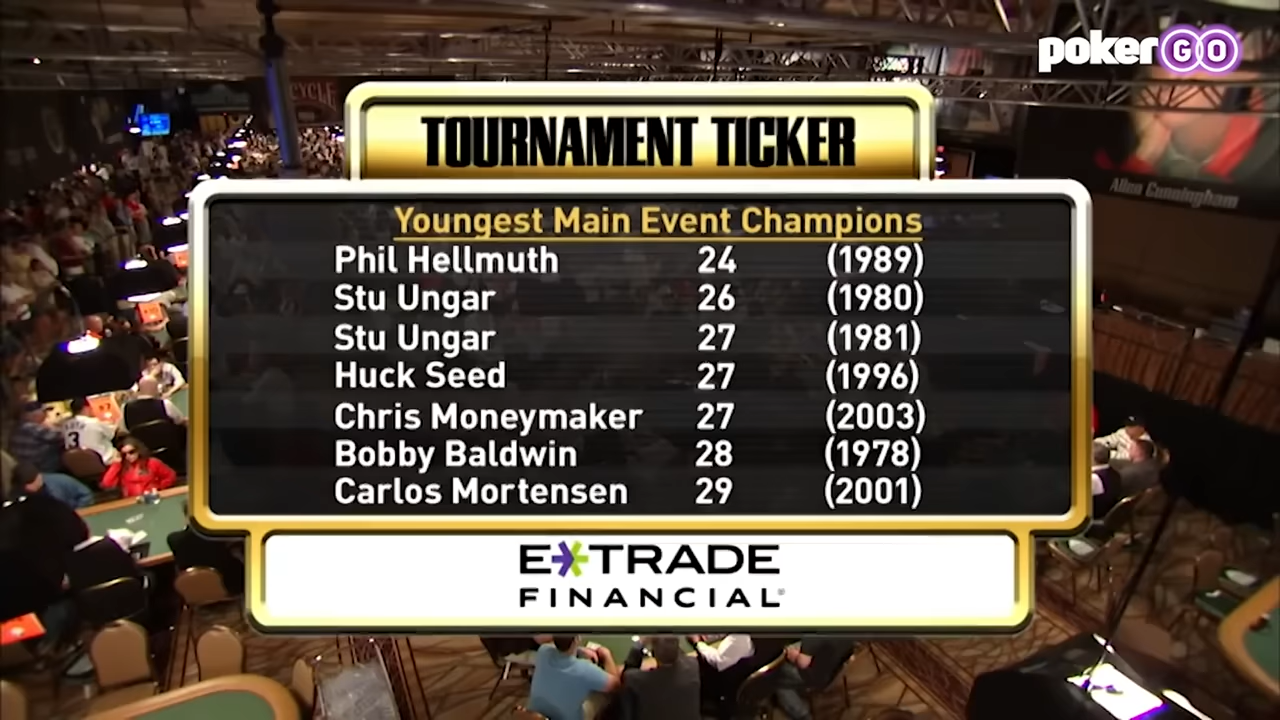 pokerGO
CYCLE
Allen Cunningham
TOURNAMENT TICKER
Youngest Main Event Champions
Phil Hellmuth 24 (1989)
Stu Ungar 26 (1980)
Stu Ungar 27 (1981)
Huck Seed 27 (1996)
Chris Moneymaker 27 (2003)
Bobby Baldwin 28 (1978)
Carlos Mortensen 29 (2001)
3
E*TRADE
FINANCIAL®